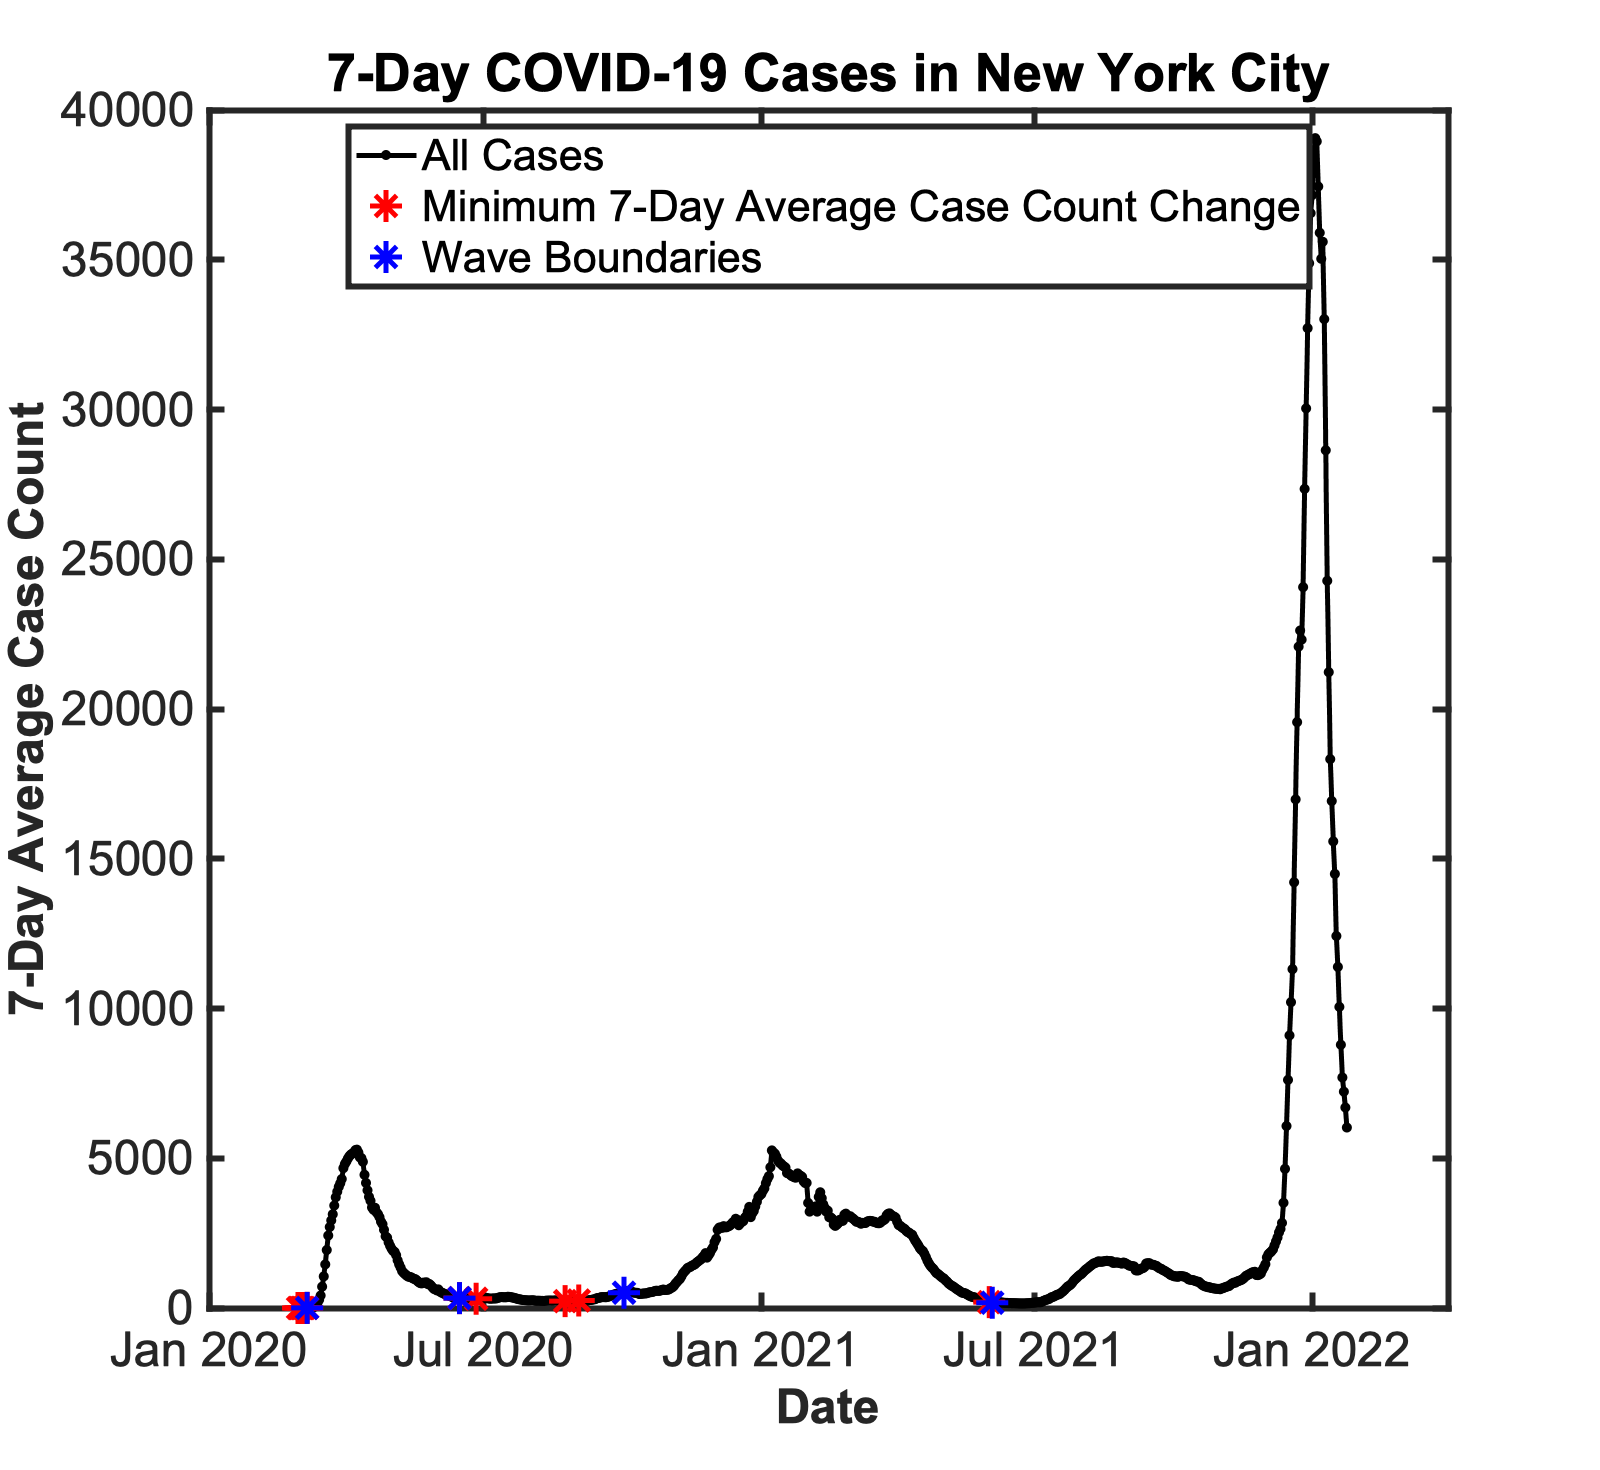 7-Day COVID-19 Cases in New York City
All Cases
Minimum 7-Day Average Case Count Change
Wave Boundaries
7-Day Average Case Count
40000
35000
30000
25000
20000
15000
10000
5000
0
Jan 2020 Jul 2020 Jan 2021 Jul 2021 Jan 2022
Date